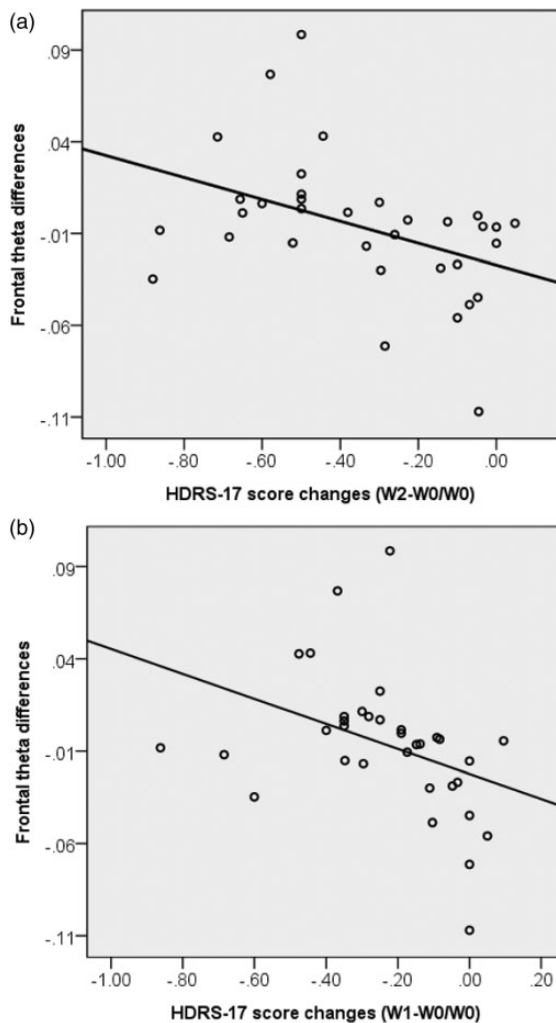 (a)
.09
.04
-.01
-.06
-.11
Frontal theta differences
-1.00 -.80 -.60 -.40 -.20 .00
HDRS-17 score changes (W2-W0/W0)
(b)
.09
.04
-.01
-.06
-.11
Frontal theta differences
-1.00 -.80 -.60 -.40 -.20 .00 .20
HDRS-17 score changes (W1-W0/W0)